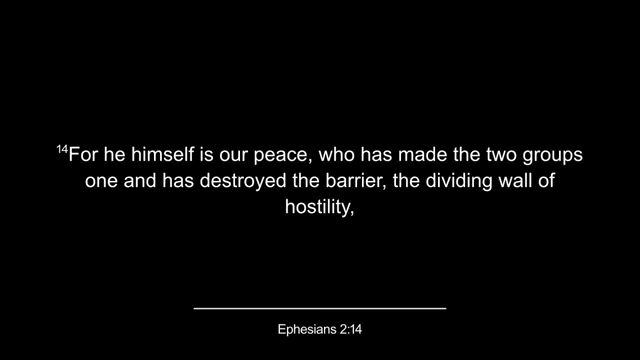 ¹⁴For he himself is our peace, who has made the two groups
one and has destroyed the barrier, the dividing wall of
hostility,
Ephesians 2:14